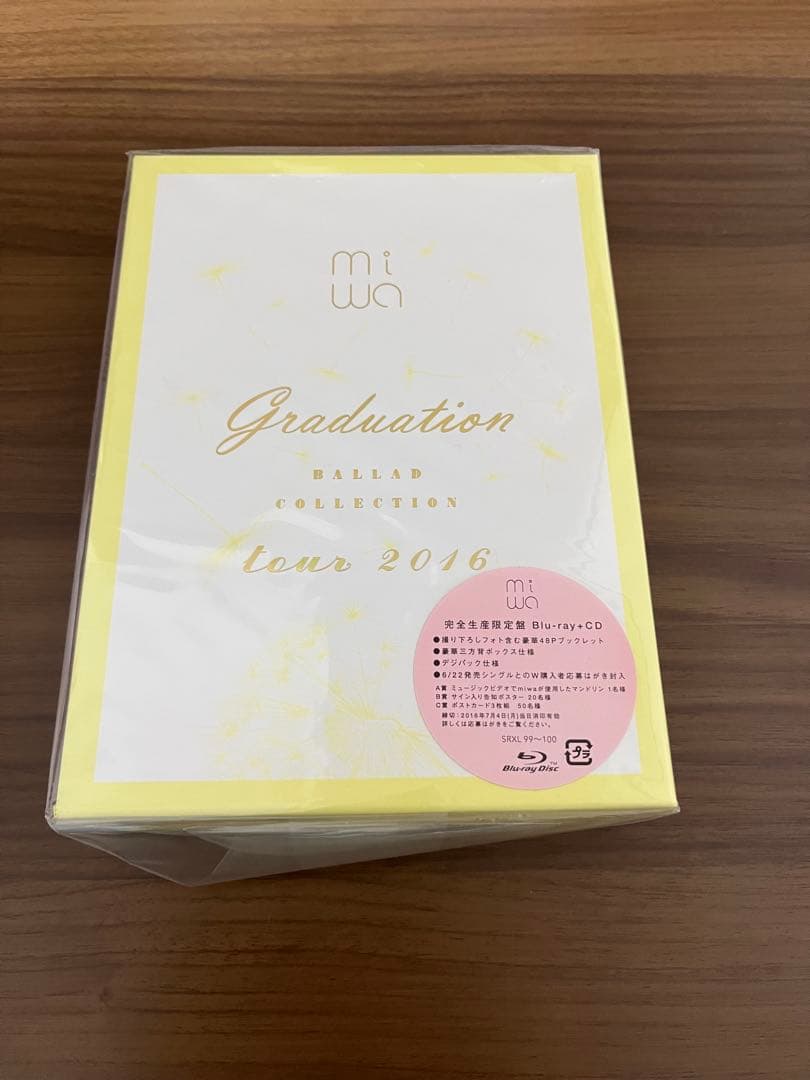 mi
wa
graduation
BALLAD
COLLECTION
tour 2016
mi
wa
完全生産限定盤 Blu-ray+CD
●撮り下ろしフォト含む豪華48Pブックレット
●豪華三方背ボックス仕様
●デジパック仕様
●6/22発売シングルとのW購入者応募はがき封入
A賞 ミュージックビデオでmiwaが使用したマンドリン 1名様
B賞 サイン入り告知ポスター 20名様
C賞 ポストカード3枚組 50名様
締切:2016年7月4日[月]当日消印有効
詳しくは応募はがきをご覧ください。
SRXL 99〜100
Blu-ray Disc TM
プラ